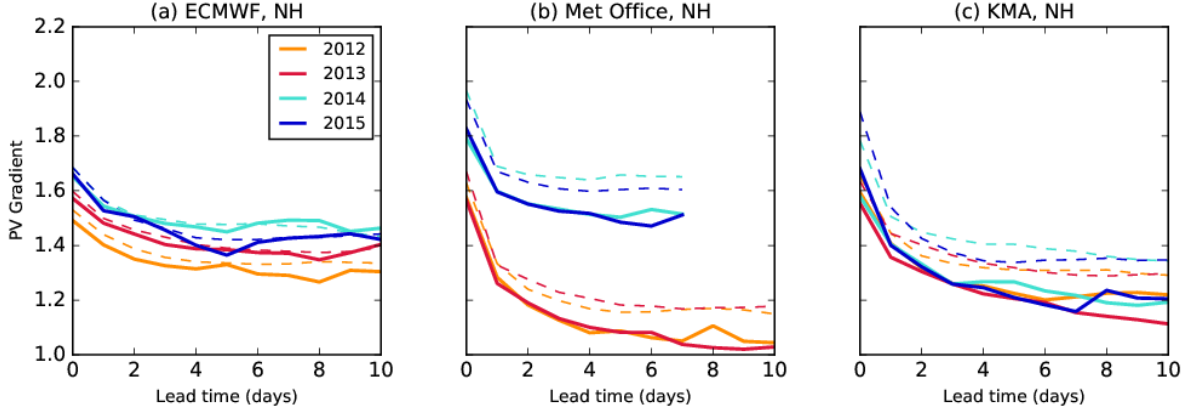 (a) ECMWF, NH
(b) Met Office, NH
(c) KMA, NH
PV Gradient
2.2
2.0
1.8
1.6
1.4
1.2
1.0
2012
2013
2014
2015
0 2 4 6 8 10
0 2 4 6 8 10
0 2 4 6 8 10
Lead time (days)
Lead time (days)
Lead time (days)